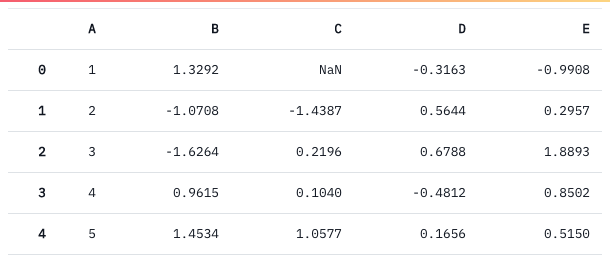 A B C D E
0 1 1.3292 NaN -0.3163 -0.9908
1 2 -1.0708 -1.4387 0.5644 0.2957
2 3 -1.6264 0.2196 0.6788 1.8893
3 4 0.9615 0.1040 -0.4812 0.8502
4 5 1.4534 1.0577 0.1656 0.5150